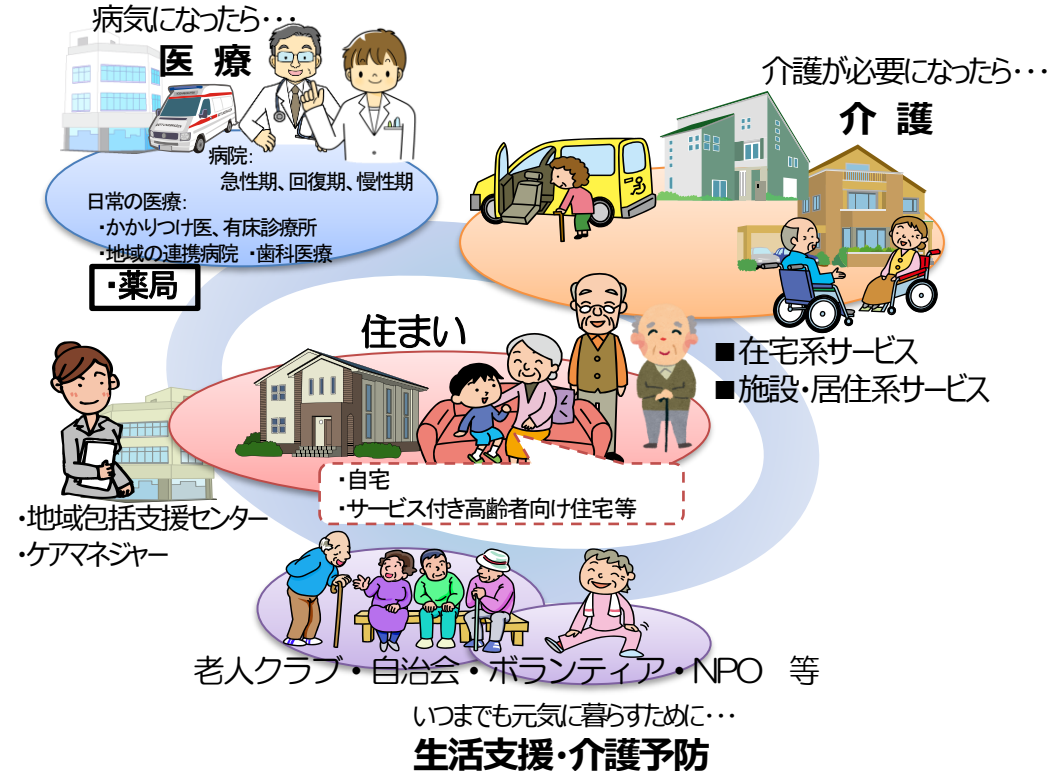 病気になったら・・・
医 療
病院:
急性期、回復期、慢性期
日常の医療:
・かかりつけ医、有床診療所
・地域の連携病院 ・歯科医療
・薬局
介護が必要になったら・・・
介 護
■在宅系サービス
■施設・居住系サービス
住まい
・自宅
・サービス付き高齢者向け住宅等
・地域包括支援センター
・ケアマネジャー
老人クラブ・自治会・ボランティア・NPO 等
いつまでも元気に暮らすために・・・
生活支援・介護予防